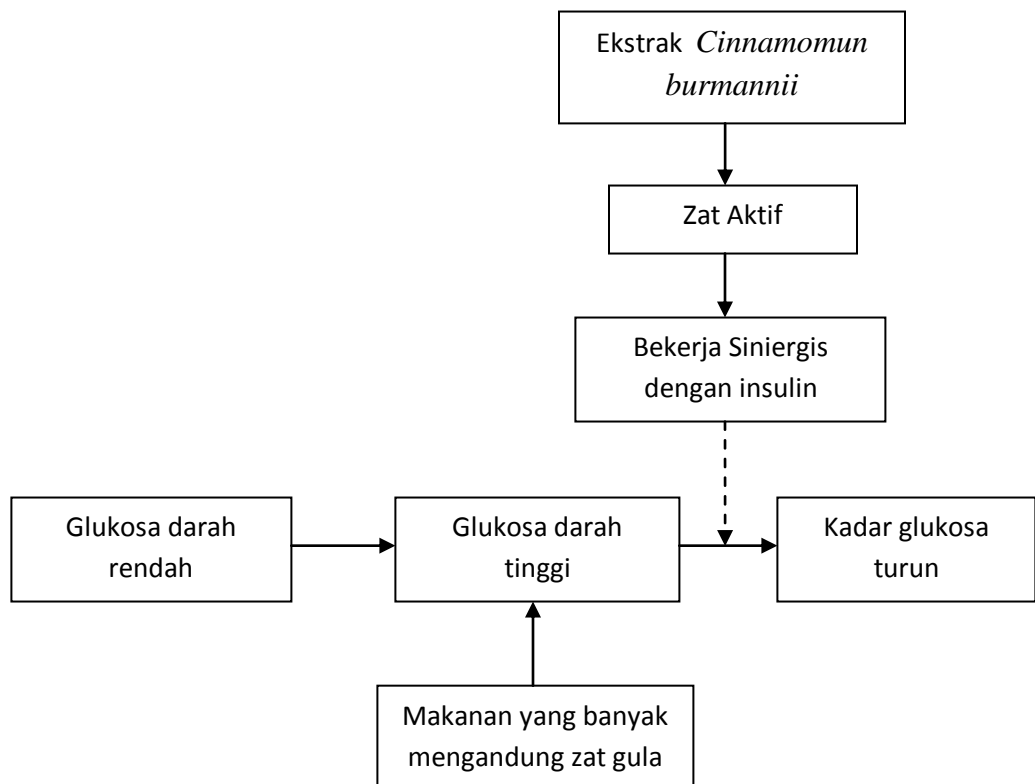 Ekstrak Cinnamomun
burmannii
Zat Aktif
Bekerja Siniergis
dengan insulin
Glukosa darah
rendah
Glukosa darah
tinggi
Kadar glukosa
turun
Makanan yang banyak
mengandung zat gula